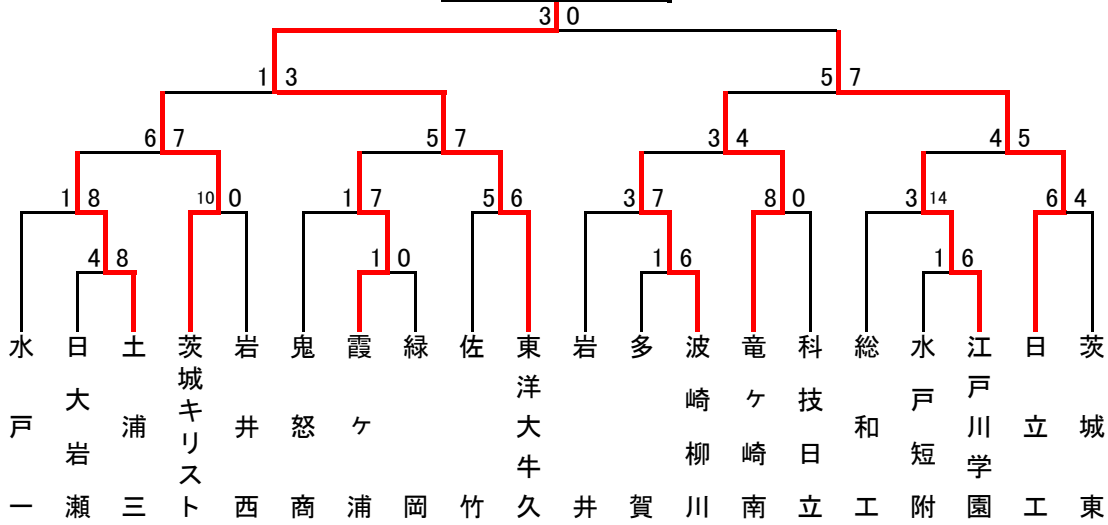 3 0
1 3
5 7
6 7
5 7
3 4
4 5
1 8
10 0
1 7
5 6
3 7
8 0
3 14
6 4
4 8
1 0
1 6
1 6
水戸一
日大岩瀬
土浦三
茨城キリスト
岩井西
鬼怒商
霞ヶ浦
緑岡
佐竹
東洋大牛久
岩井
多賀
波崎柳川
竜ヶ崎南
科技日立
総和工
水戸短附
江戸川学園
日立工
茨城東